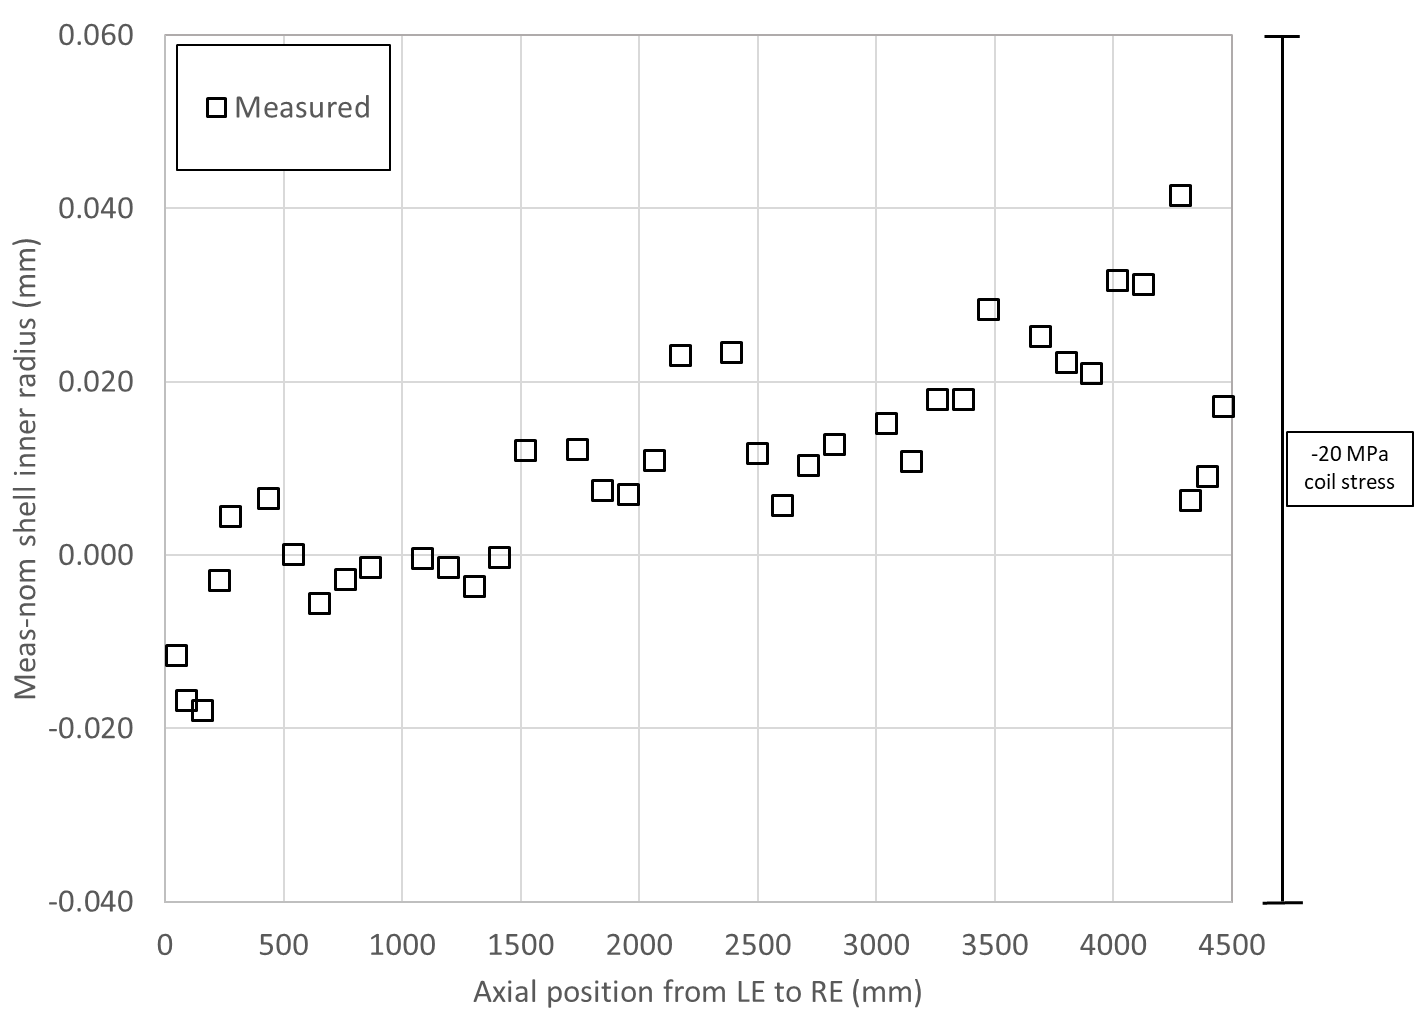 0.060
0.040
0.020
0.000
-0.020
-0.040
Meas-nom shell inner radius (mm)
Measured
-20 MPa
coil stress
0 500 1000 1500 2000 2500 3000 3500 4000 4500
Axial position from LE to RE (mm)